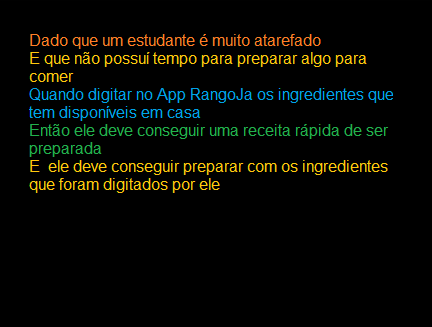 Dado que um estudante é muito atarefado
E que não possuí tempo para preparar algo para
comer
Quando digitar no App RangoJa os ingredientes que
tem disponíveis em casa
Então ele deve conseguir uma receita rápida de ser
preparada
E  ele deve conseguir preparar com os ingredientes
que foram digitados por ele